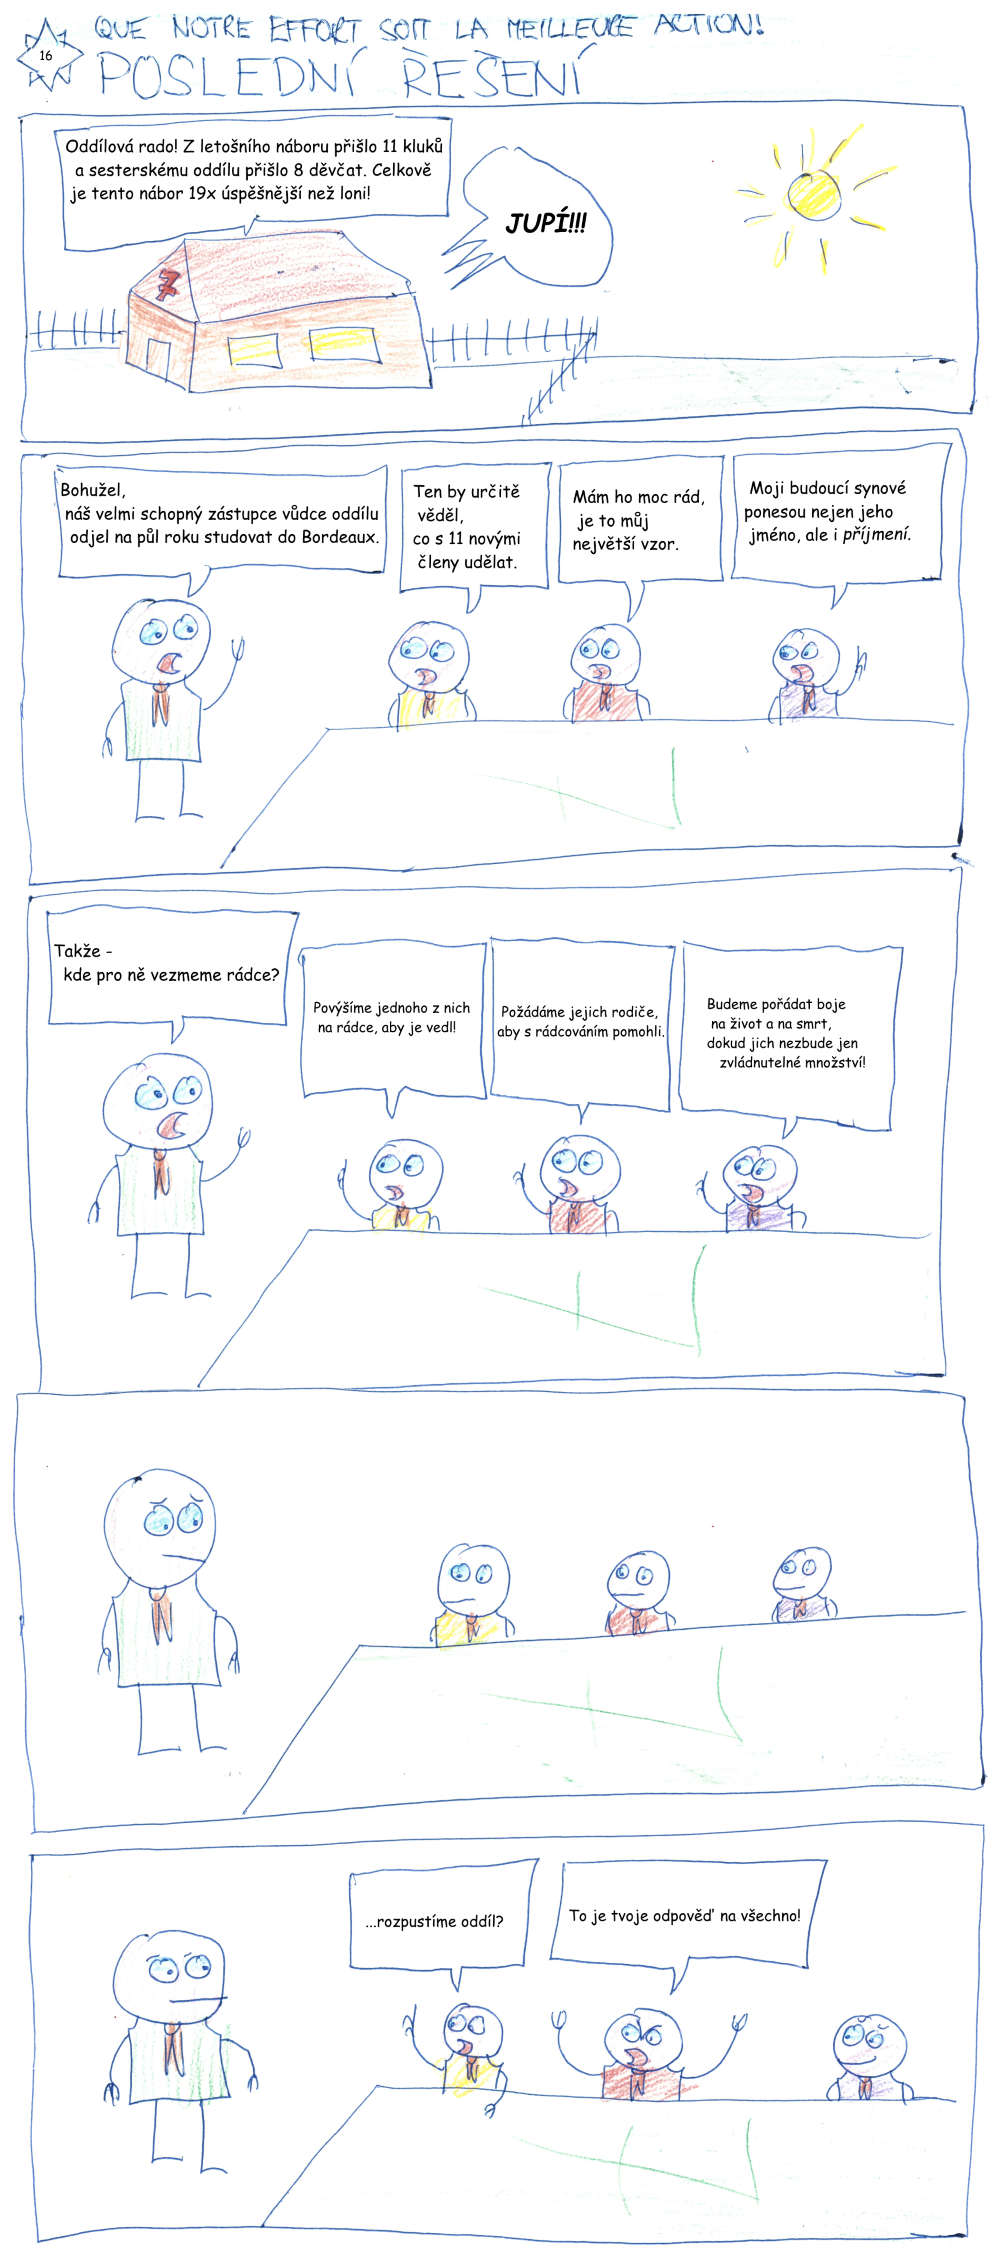 QUE NOTRE EFFORT SOIT LA MEILLEURE ACTION!
16
POSLEDNÍ ŘEŠENÍ
Oddílová rado! Z letošního náboru přišlo 11 kluků
a sesterskému oddílu přišlo 8 děvčat. Celkově
je tento nábor 19x úspěšnější než loni!
JUPÍ!!!
7
Bohužel,
náš velmi schopný zástupce vůdce oddílu
odjel na půl roku studovat do Bordeaux.
Ten by určitě
věděl,
co s 11 novými
členy udělat.
Mám ho moc rád,
je to můj
největší vzor.
Moji budoucí synové
ponesou nejen jeho
jméno, ale i příjmení.
Takže -
kde pro ně vezmeme rádce?
Povýšíme jednoho z nich
na rádce, aby je vedl!
Požádáme jejich rodiče,
aby s rádcováním pomohli.
Budeme pořádat boje
na život a na smrt,
dokud jich nezbude jen
zvládnutelné množství!
...rozpustíme oddíl?
To je tvoje odpověď na všechno!